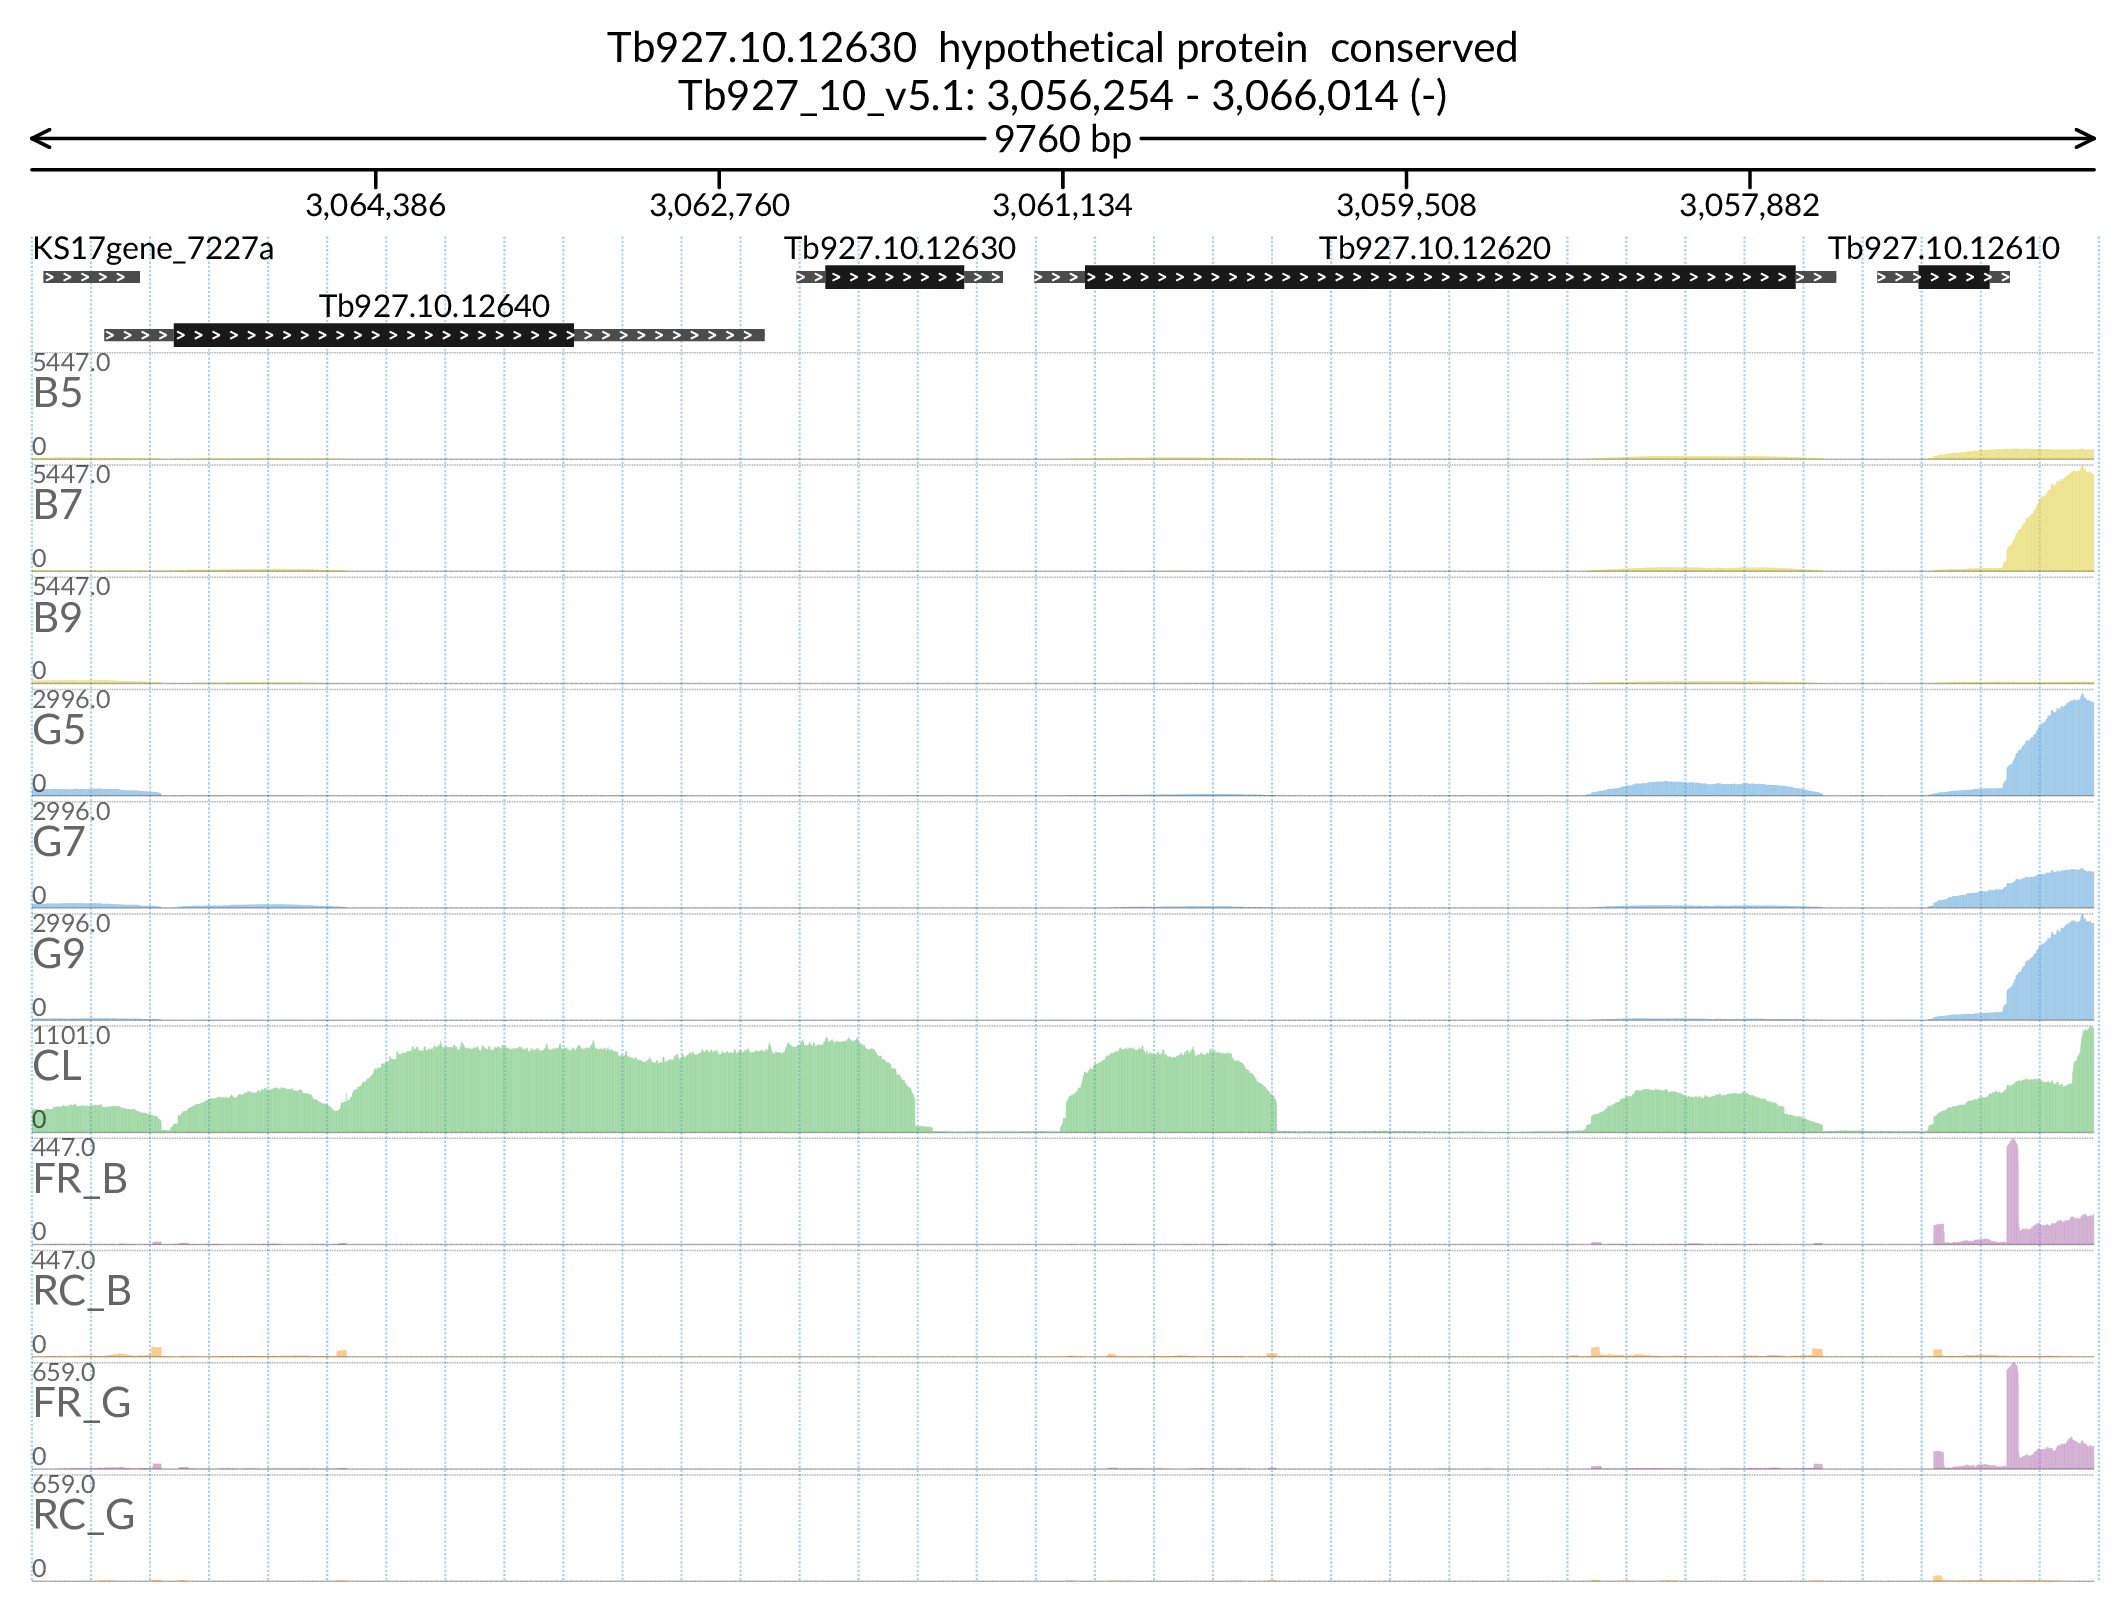 Tb927.10.12630 hypothetical protein conserved
Tb927_10_v5.1: 3,056,254 - 3,066,014 (-)
9760 bp
3,064,386 3,062,760 3,061,134 3,059,508 3,057,882
KS17gene_7227a Tb927.10.12630 Tb927.10.12620 Tb927.10.12610
Tb927.10.12640
5447.0
B5
0
5447.0
B7
0
5447.0
B9
0
2996.0
G5
0
2996.0
G7
0
2996.0
G9
0
1101.0
CL
0
447.0
FR_B
0
447.0
RC_B
0
659.0
FR_G
0
659.0
RC_G
0